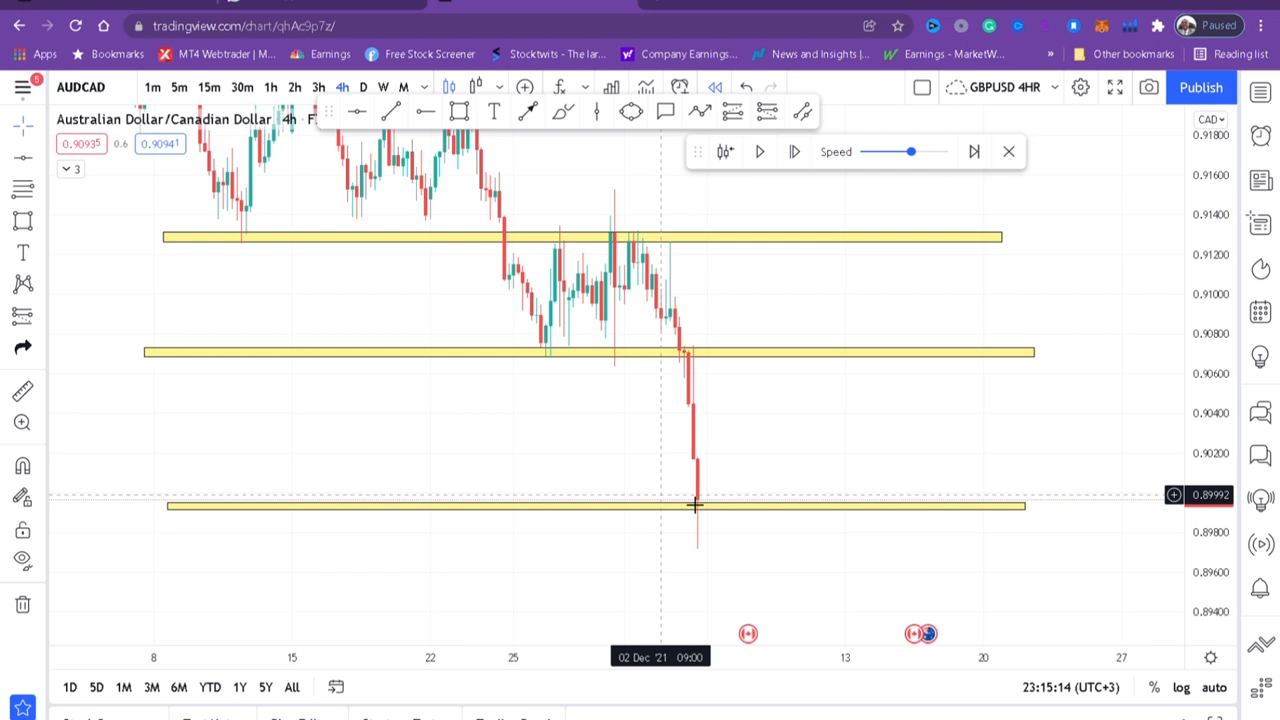 tradingview.com/chart/qhAc9p7z/
Paused
Apps Bookmarks MT4 Webtrader | M... Earnings Free Stock Screener Stocktwits - The lar... Company Earnings... News and Insights |... Earnings - MarketW... » Other bookmarks Reading list
5
AUDCAD 1m 5m 15m 30m 1h 2h 3h 4h D W M GBPUSD 4HR Publish
Australian Dollar/Canadian Dollar · 4h · F
CAD
0.90935 0.6 0.90941
Speed
3
0.91800
0.91600
0.91400
0.91200
0.91000
0.90800
0.90600
0.90400
0.90200
0.89992
0.89800
0.89600
0.89400
8 15 22 25 02 Dec '21 09:00 13 20 27
1D 5D 1M 3M 6M YTD 1Y 5Y All 23:15:14 (UTC+3) % log auto